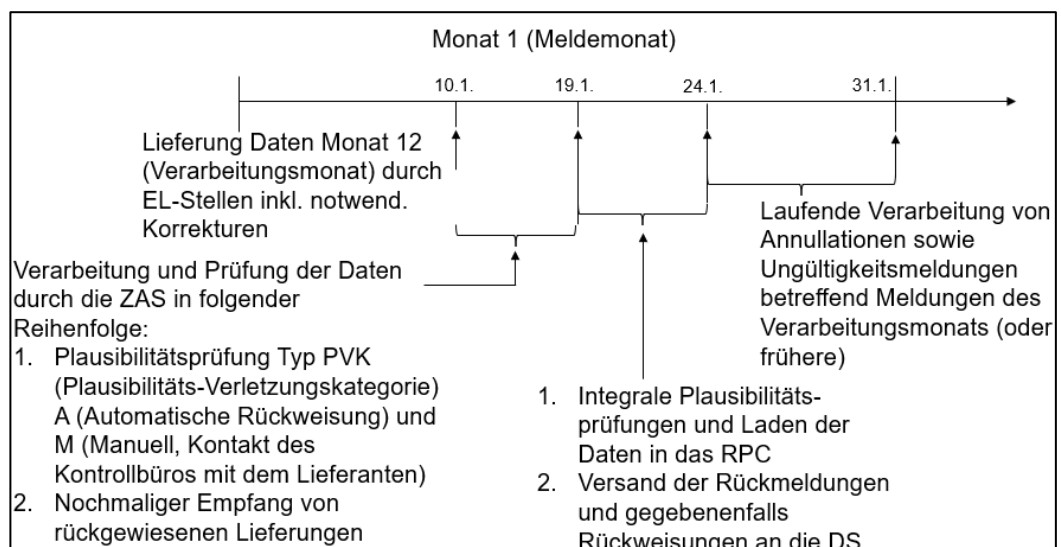 Monat 1 (Meldemonat)
10.1.
19.1.
24.1.
31.1.
Lieferung Daten Monat 12
(Verarbeitungsmonat) durch
EL-Stellen inkl. notwend.
Korrekturen
Verarbeitung und Prüfung der Daten
durch die ZAS in folgender
Reihenfolge:
1. Plausibilitätsprüfung Typ PVK
(Plausibilitäts-Verletzungskategorie)
A (Automatische Rückweisung) und
M (Manuell, Kontakt des
Kontrollbüros mit dem Lieferanten)
2. Nochmaliger Empfang von
rückgewiesenen Lieferungen
1. Integrale Plausibilitäts-
prüfungen und Laden der
Daten in das RPC
2. Versand der Rückmeldungen
und gegebenenfalls
Rückweisungen an die DS
Laufende Verarbeitung von
Annullationen sowie
Ungültigkeitsmeldungen
betreffend Meldungen des
Verarbeitungsmonats (oder
frühere)